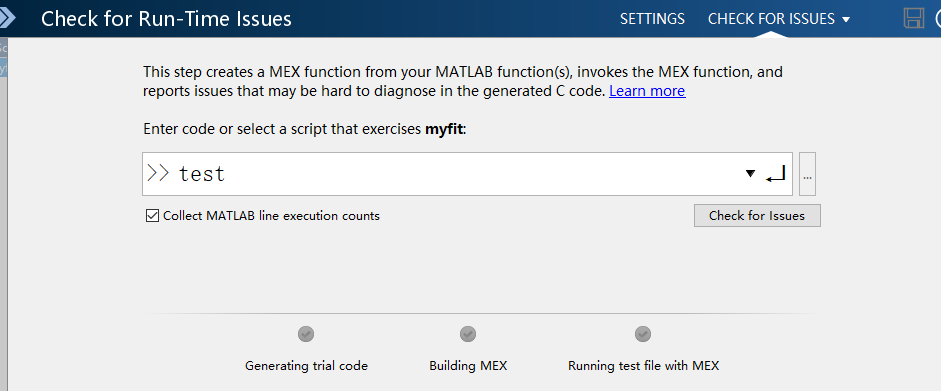 Check for Run-Time Issues
SETTINGS
CHECK FOR ISSUES
This step creates a MEX function from your MATLAB function(s), invokes the MEX function, and
reports issues that may be hard to diagnose in the generated C code. Learn more
Enter code or select a script that exercises myfit:
>> test
...
Collect MATLAB line execution counts
Check for Issues
Generating trial code
Building MEX
Running test file with MEX